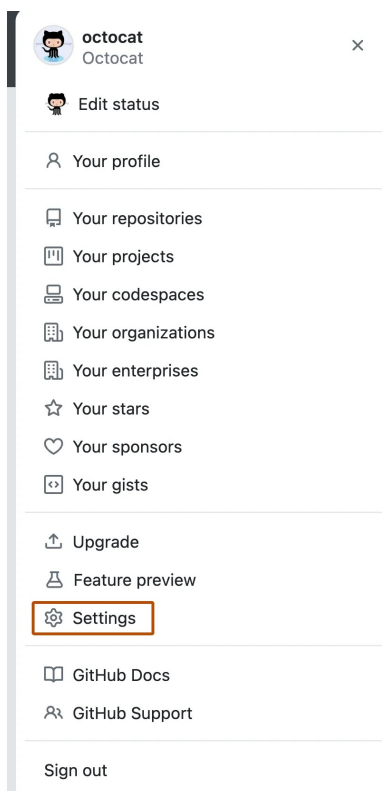 octocat
Octocat
Edit status
Your profile
Your repositories
Your projects
Your codespaces
Your organizations
Your enterprises
Your stars
Your sponsors
Your gists
Upgrade
Feature preview
Settings
GitHub Docs
GitHub Support
Sign out